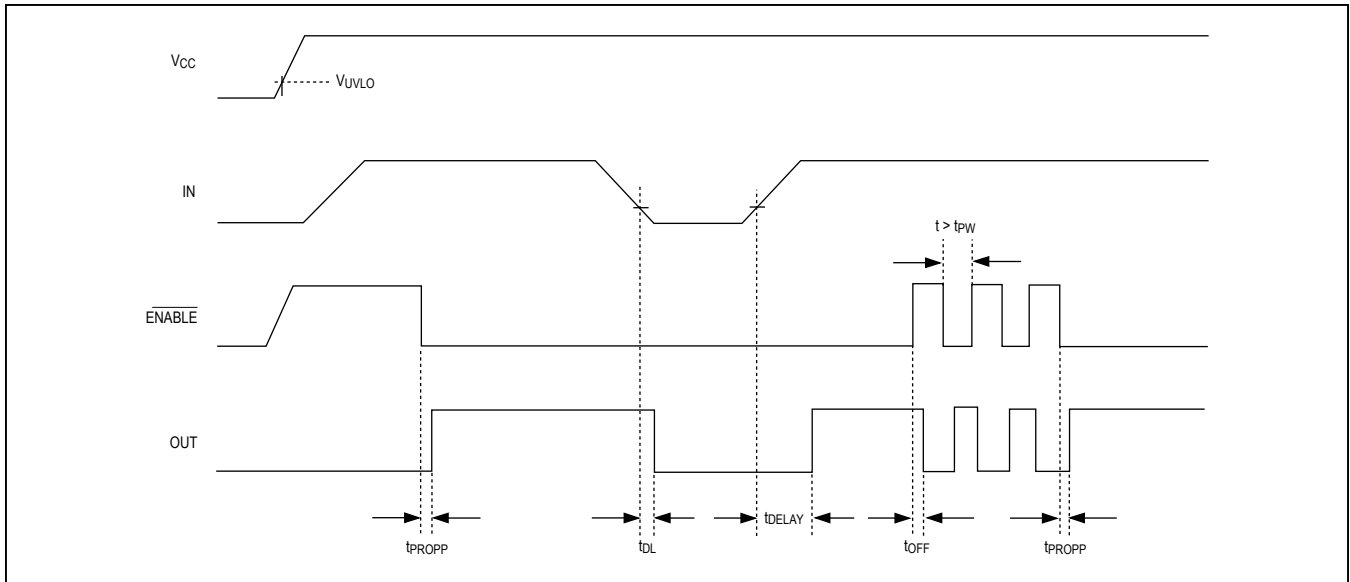 VCC
VUVLO
IN
t > tPW
ENABLE
OUT
tDELAY
tPROPP
tDL
tOFF
tPROPP